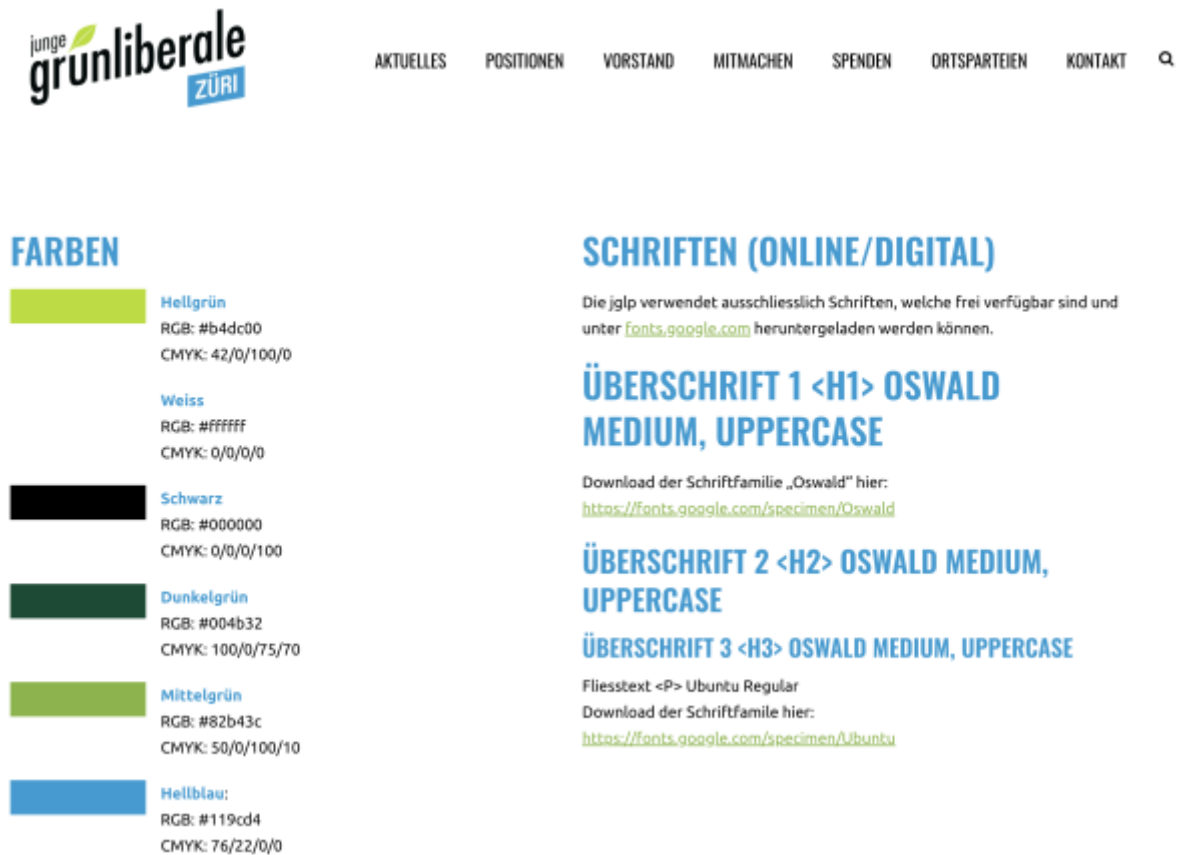 junge
grünliberale
ZÜRI
AKTUELLES POSITIONEN VORSTAND MITMACHEN SPENDEN ORTSPARTEIEN KONTAKT
FARBEN
Hellgrün
RGB: #b4dc00
CMYK: 42/0/100/0
Weiss
RGB: #ffffff
CMYK: 0/0/0/0
Schwarz
RGB: #000000
CMYK: 0/0/0/100
Dunkelgrün
RGB: #004b32
CMYK: 100/0/75/70
Mittelgrün
RGB: #82b43c
CMYK: 50/0/100/10
Hellblau:
RGB: #119cd4
CMYK: 76/22/0/0
SCHRIFTEN (ONLINE/DIGITAL)
Die jglp verwendet ausschliesslich Schriften, welche frei verfügbar sind und
unter fonts.google.com heruntergeladen werden können.
ÜBERSCHRIFT 1 <H1> OSWALD
MEDIUM, UPPERCASE
Download der Schriftfamilie „Oswald“ hier:
https://fonts.google.com/specimen/Oswald
ÜBERSCHRIFT 2 <H2> OSWALD MEDIUM,
UPPERCASE
ÜBERSCHRIFT 3 <H3> OSWALD MEDIUM, UPPERCASE
Fliesstext <P> Ubuntu Regular
Download der Schriftfamile hier:
https://fonts.google.com/specimen/Ubuntu